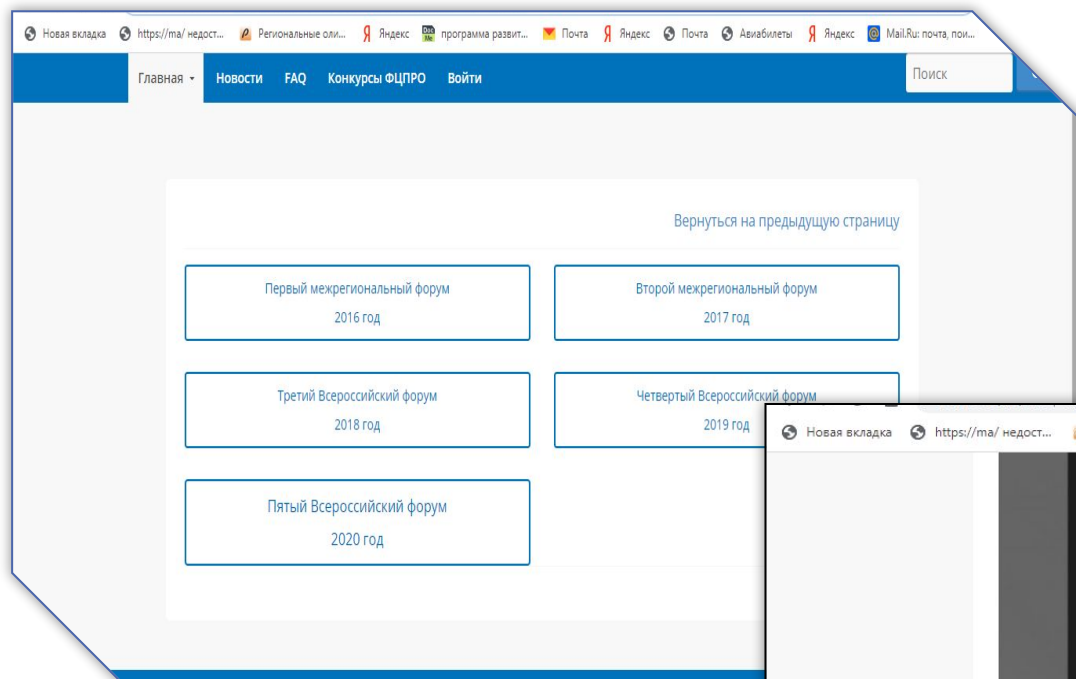 Новая вкладка https://ma/ недост... Региональные оли... Яндекс программа развит... Почта Яндекс Почта Авиабилеты Яндекс Mail.Ru: почта, пои...
Главная Новости FAQ Конкурсы ФЦПРО Войти Поиск
Вернуться на предыдущую страницу
Первый межрегиональный форум
2016 год
Второй межрегиональный форум
2017 год
Третий Всероссийский форум
2018 год
Четвертый Всероссийский форум
2019 год
Пятый Всероссийский форум
2020 год
Новая вкладка https://ma/ недост...